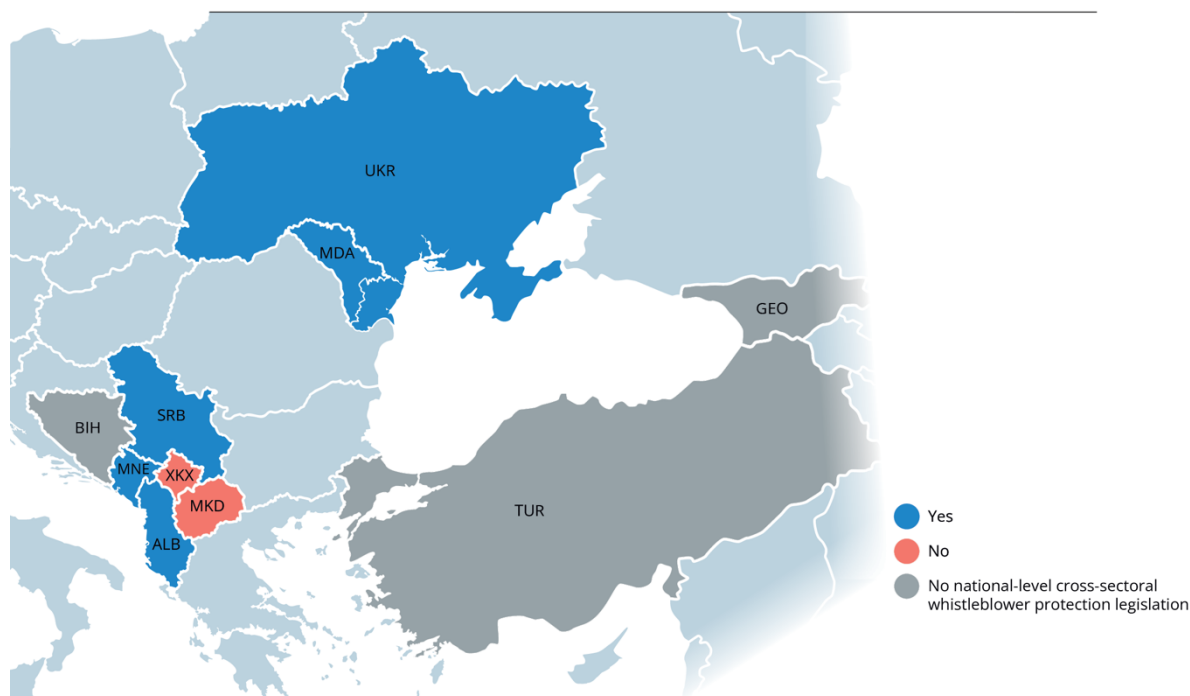 UKR
MDA
GEO
SRB
BIH
MNE
XKX
MKD
TUR
ALB
Yes
No
No national-level cross-sectoral
whistleblower protection legislation